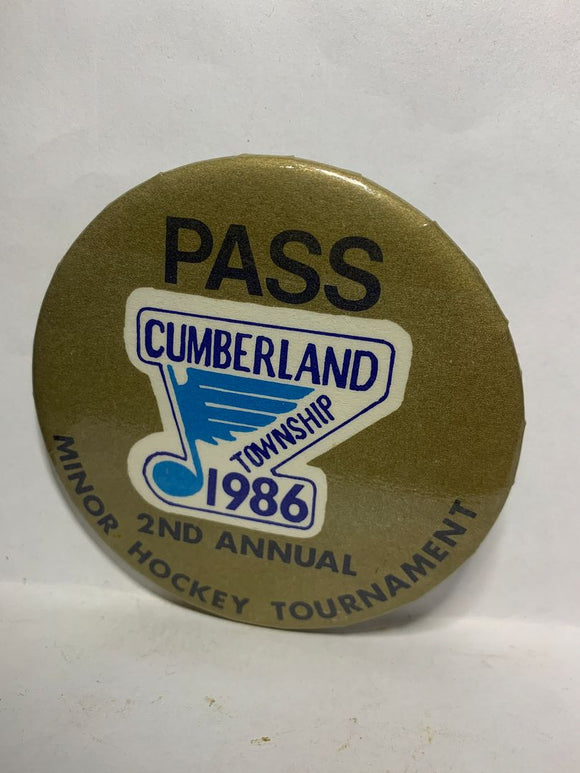 PASS
CUMBERLAND
TOWNSHIP
1986
2ND ANNUAL
MINOR HOCKEY TOURNAMENT